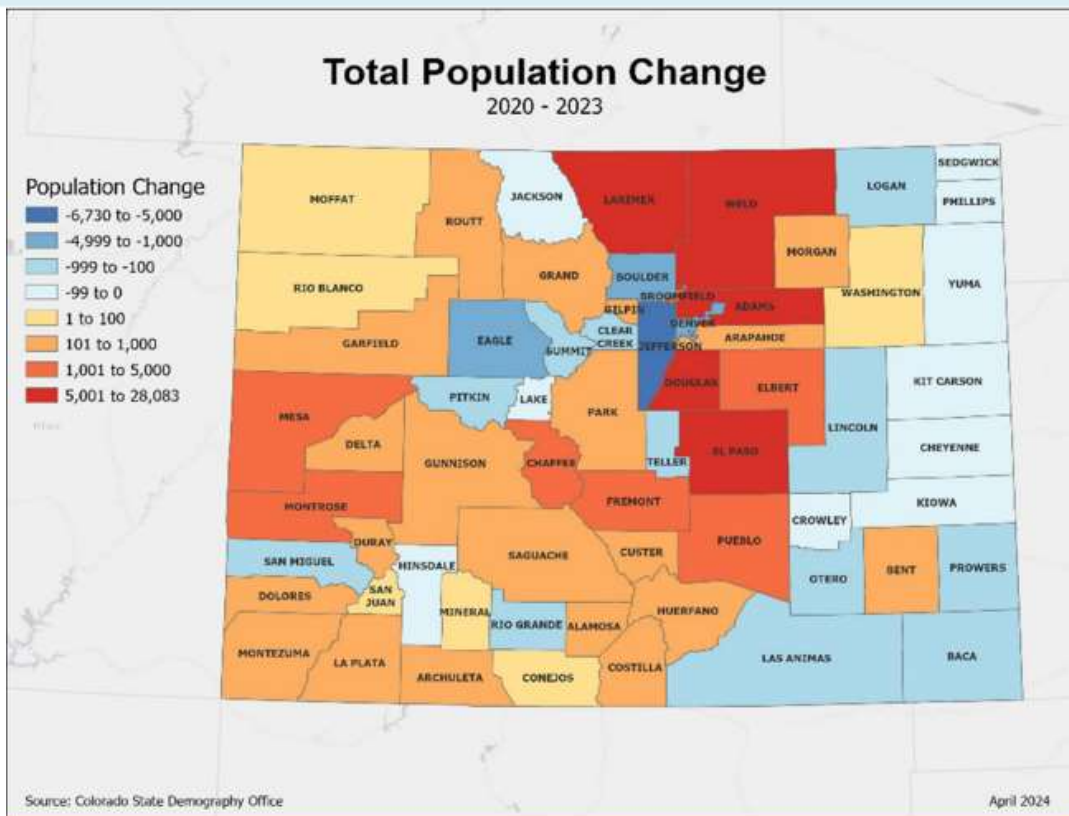 Total Population Change
2020 - 2023
Population Change
-6,730 to -5,000
-4,999 to -1,000
-999 to -100
-99 to 0
1 to 100
101 to 1,000
1,001 to 5,000
5,001 to 28,083
MOFFAT
ROUTT
JACKSON
LARIMER
WELD
LOGAN
SEDGWICK
PHILLIPS
RIO BLANCO
GRAND
BOULDER
MORGAN
WASHINGTON
YUMA
GARFIELD
EAGLE
SUMMIT
GILPIN
CLEAR
CREEK
BROOMFIELD
DENVER
ADAMS
JEFFERSON
ARAPAHOE
MESA
PITKIN
LAKE
PARK
DOUGLAS
ELBERT
LINCOLN
KIT CARSON
DELTA
GUNNISON
CHAFFEE
TELLER
EL PASO
CHEYENNE
MONTROSE
FREMONT
CROWLEY
KIOWA
OURAY
SAN MIGUEL
HINSDALE
SAGUACHE
CUSTER
PUEBLO
OTERO
BENT
PROWERS
DOLORES
SAN
JUAN
MINERAL
RIO GRANDE
ALAMOSA
HUERFANO
MONTEZUMA
LA PLATA
ARCHULETA
CONEJOS
COSTILLA
LAS ANIMAS
BACA
Source: Colorado State Demography Office
April 2024